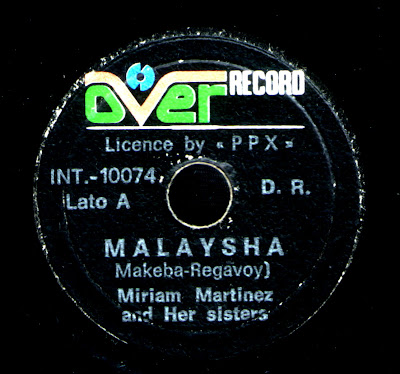 over RECORD
Licence by « PPX »
INT.-10074 D. R.
Lato A
MALAYSHA
Makeba-Regavoy)
Miriam Martinez
and Her sisters